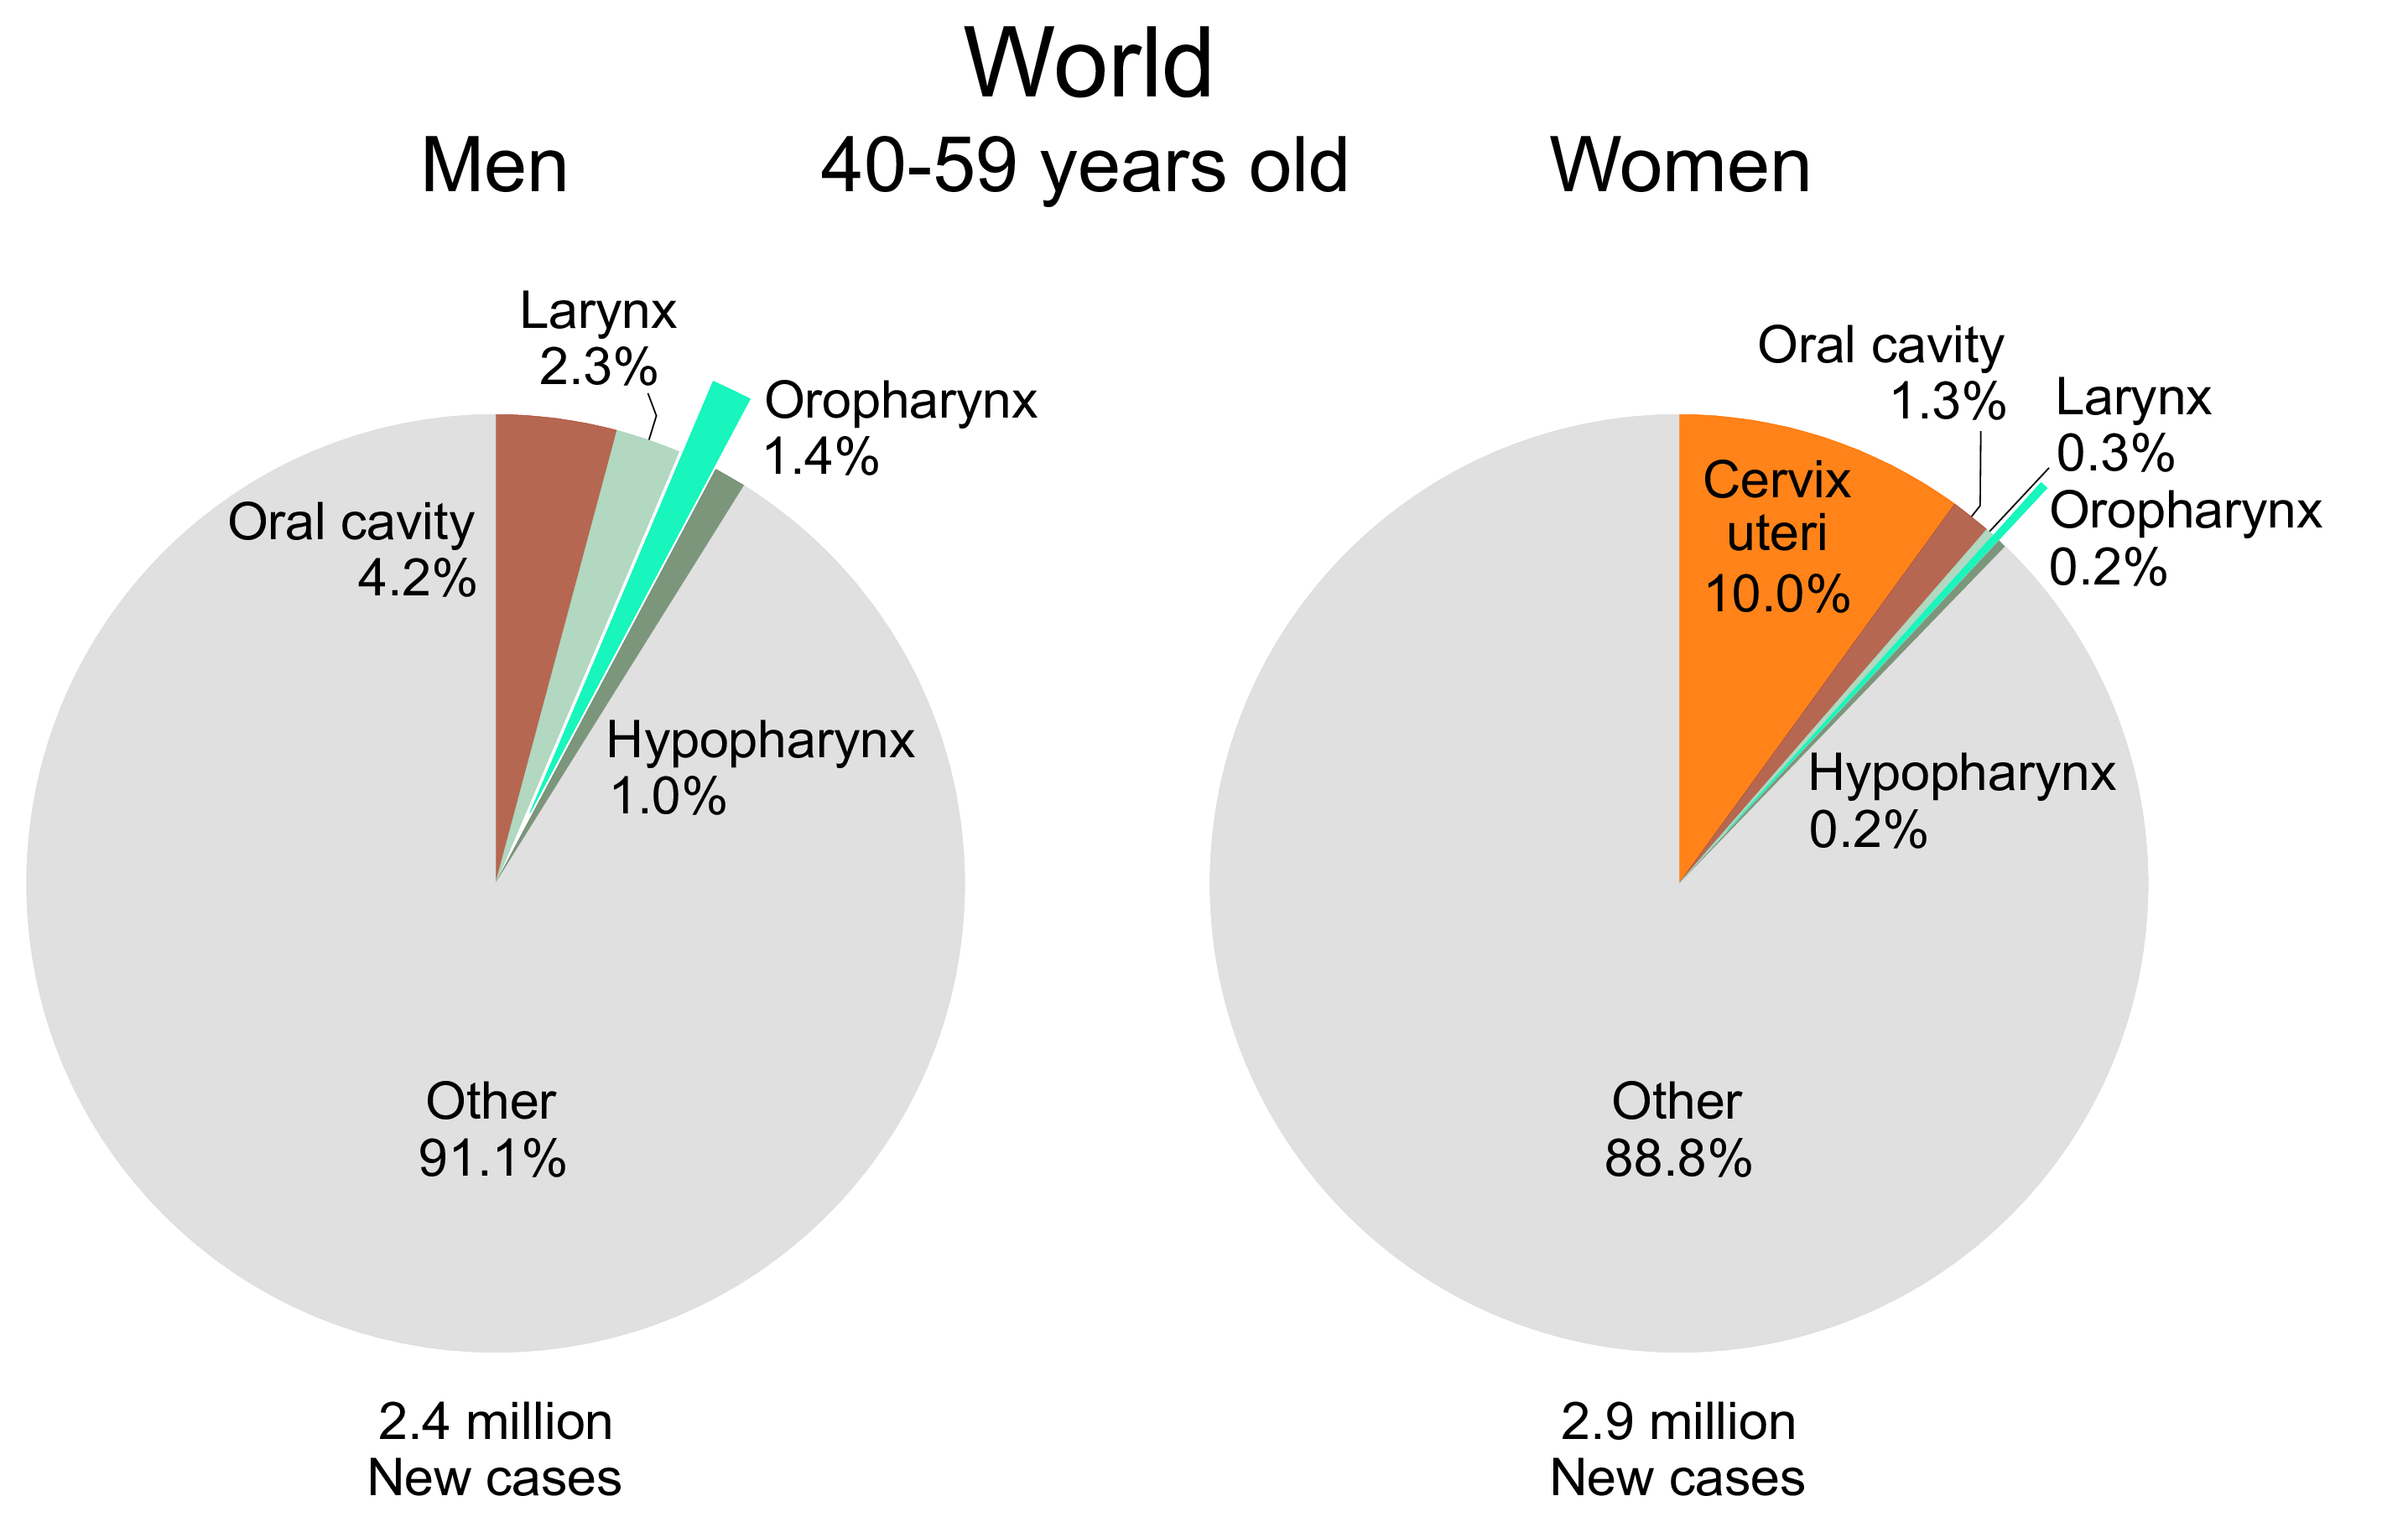 World
Men
40-59 years old
Women
Larynx
2.3%
Oropharynx
1.4%
Oral cavity
4.2%
Hypopharynx
1.0%
Other
91.1%
2.4 million
New cases
Oral cavity
1.3%
Larynx
0.3%
Oropharynx
0.2%
Cervix
uteri
10.0%
Hypopharynx
0.2%
Other
88.8%
2.9 million
New cases